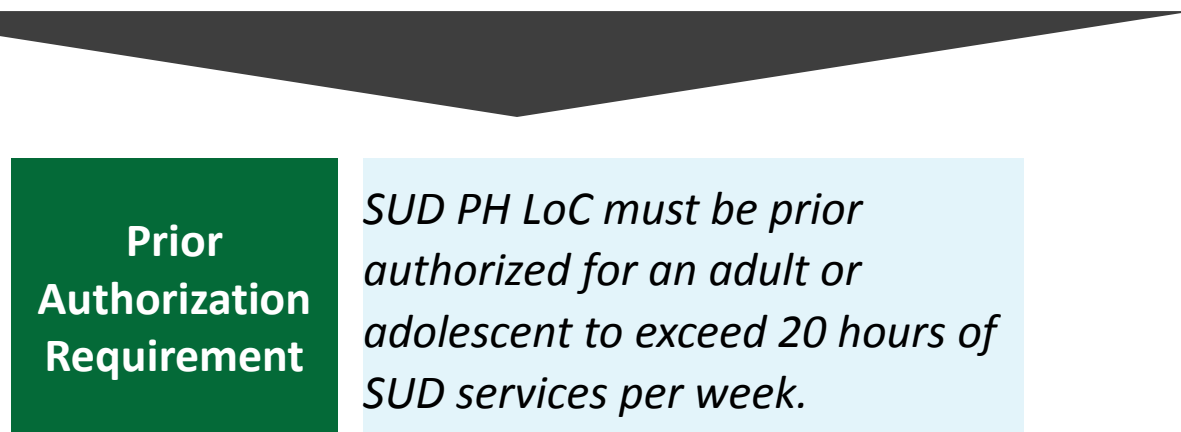 Prior
Authorization
Requirement
SUD PH LoC must be prior
authorized for an adult or
adolescent to exceed 20 hours of
SUD services per week.